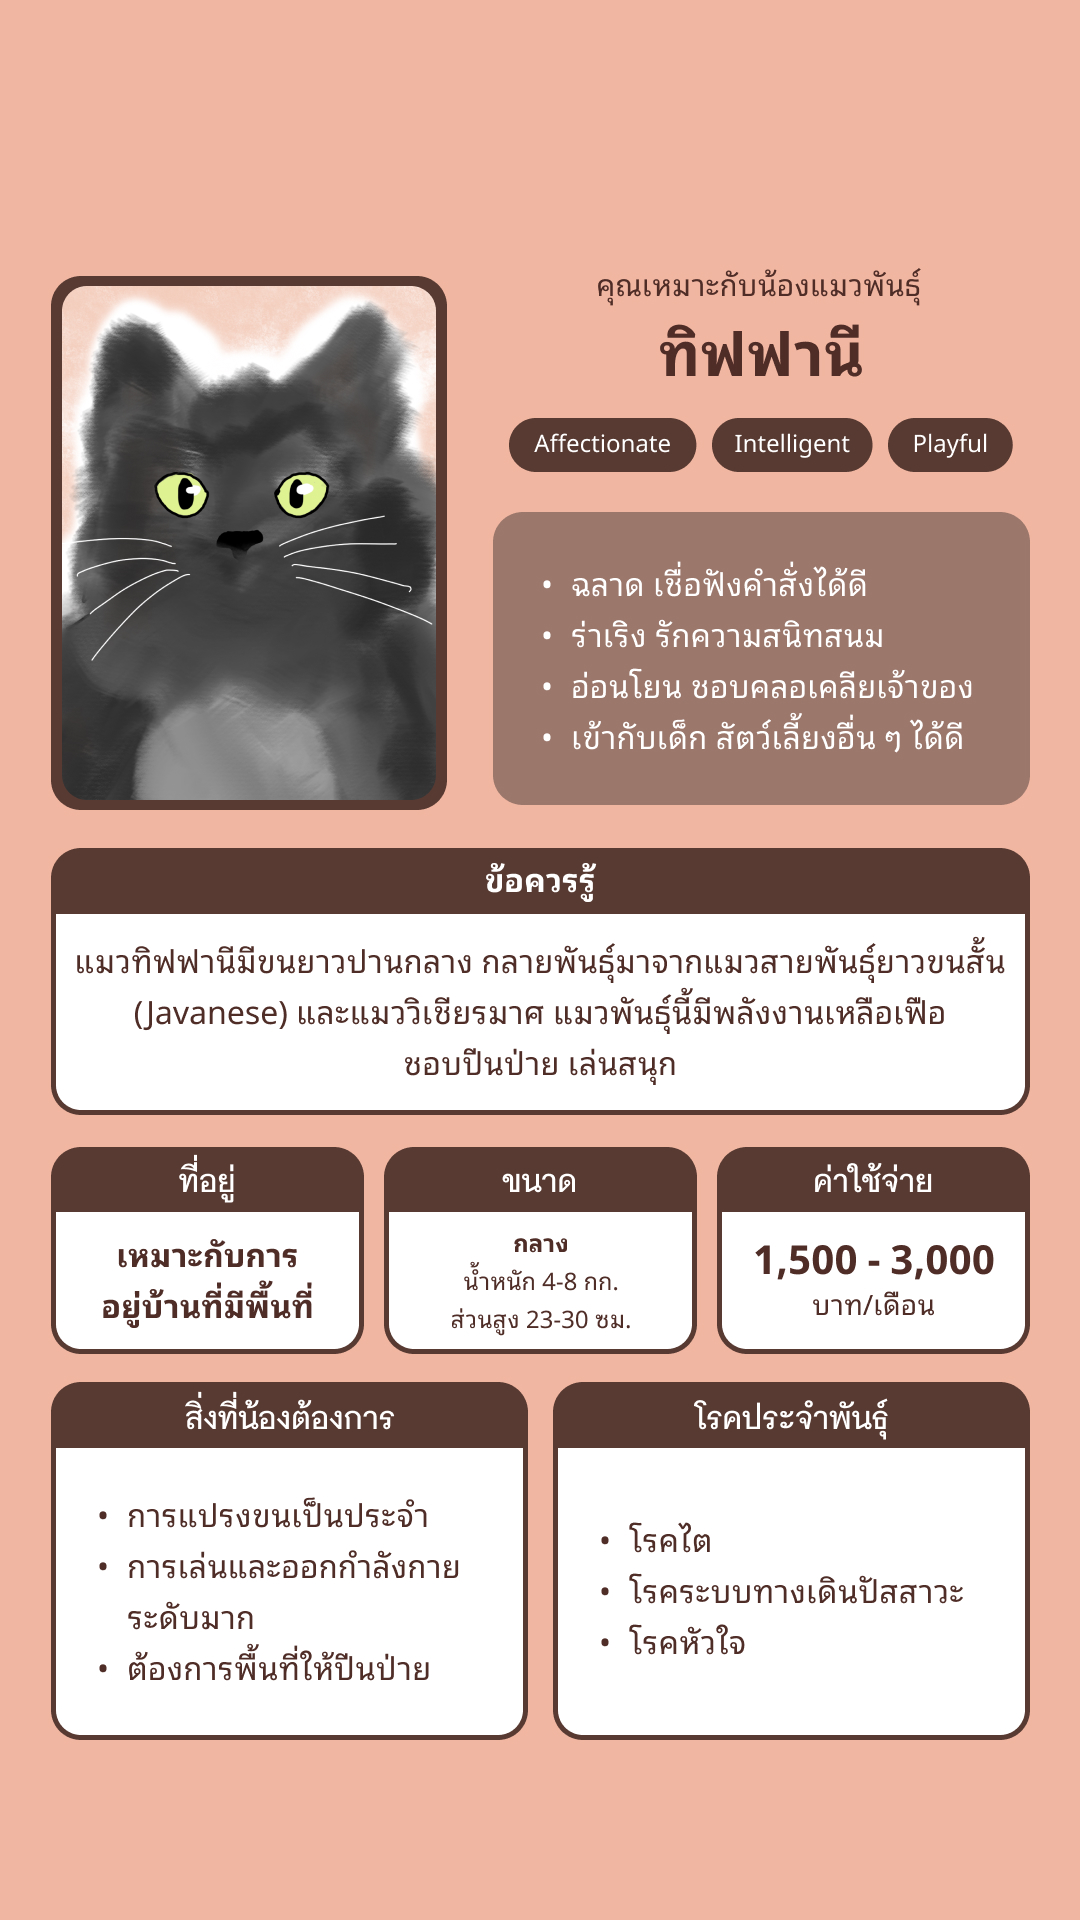 คุณเหมาะกับน้องแมวพันธุ์
ทิฟฟานี
Affectionate
Intelligent
Playful
• ฉลาด เชื่อฟังคำสั่งได้ดี
• ร่าเริง รักความสนิทสนม
• อ่อนโยน ชอบคลอเคลียเจ้าของ
• เข้ากับเด็ก สัตว์เลี้ยงอื่น ๆ ได้ดี
ข้อควรรู้
แมวทิฟฟานีมีขนยาวปานกลาง กลายพันธุ์มาจากแมวสายพันธุ์ยาวขนสั้น
(Javanese) และแมววิเชียรมาศ แมวพันธุ์นี้มีพลังงานเหลือเฟือ
ชอบปีนป่าย เล่นสนุก
ที่อยู่
เหมาะกับการ
อยู่บ้านที่มีพื้นที่
ขนาด
กลาง
น้ำหนัก 4-8 กก.
ส่วนสูง 23-30 ซม.
ค่าใช้จ่าย
1,500 - 3,000
บาท/เดือน
สิ่งที่น้องต้องการ
• การแปรงขนเป็นประจำ
• การเล่นและออกกำลังกาย
ระดับมาก
• ต้องการพื้นที่ให้ปีนป่าย
โรคประจำพันธุ์
• โรคไต
• โรคระบบทางเดินปัสสาวะ
• โรคหัวใจ